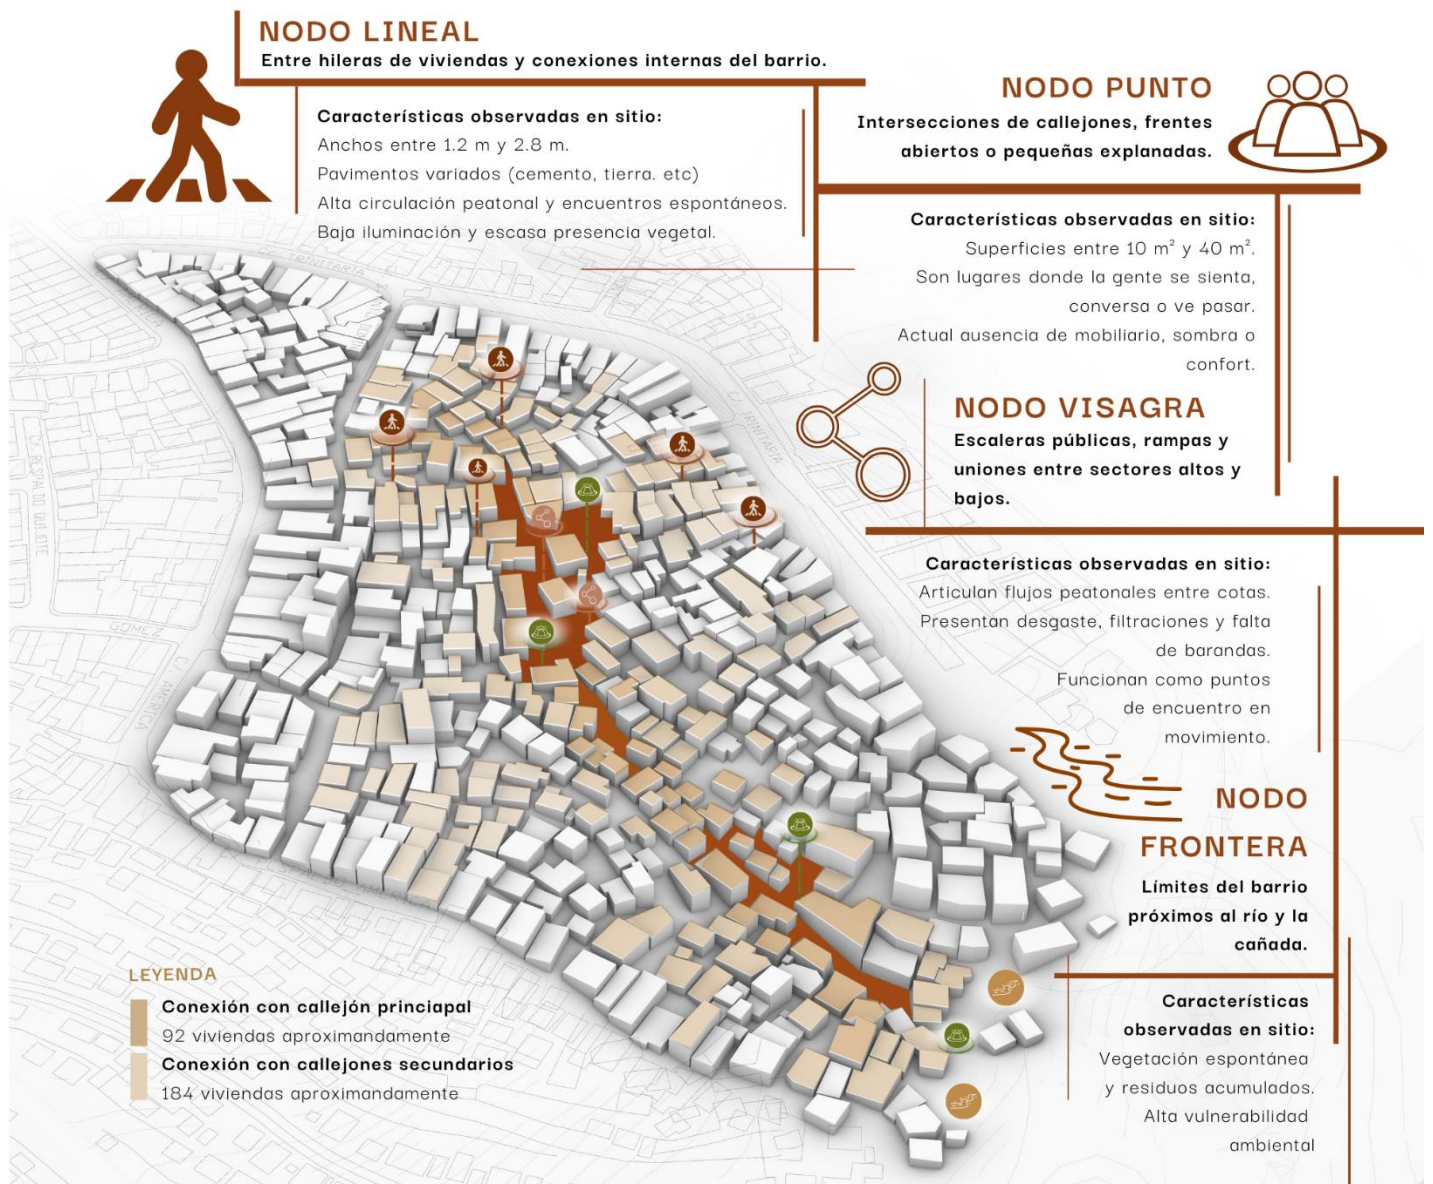 NODO LINEAL
Entre hileras de viviendas y conexiones internas del barrio.
Características observadas en sitio:
Anchos entre 1.2 m y 2.8 m.
Pavimentos variados (cemento, tierra. etc)
Alta circulación peatonal y encuentros espontáneos.
Baja iluminación y escasa presencia vegetal.
NODO PUNTO
Intersecciones de callejones, frentes
abiertos o pequeñas explanadas.
Características observadas en sitio:
Superficies entre 10 m² y 40 m².
Son lugares donde la gente se sienta,
conversa o ve pasar.
Actual ausencia de mobiliario, sombra o
confort.
NODO VISAGRA
Escaleras públicas, rampas y
uniones entre sectores altos y
bajos.
Características observadas en sitio:
Articulan flujos peatonales entre cotas.
Presentan desgaste, filtraciones y falta
de barandas.
Funcionan como puntos
de encuentro en
movimiento.
NODO
FRONTERA
Límites del barrio
próximos al río y la
cañada.
Características
observadas en sitio:
Vegetación espontánea
y residuos acumulados.
Alta vulnerabilidad
ambiental
TRINITARIA
C/ TRINITARIA
GOMEZ
C/ AMERICA
LEYENDA
Conexión con callejón princiapal
92 viviendas aproximandamente
Conexión con callejones secundarios
184 viviendas aproximandamente